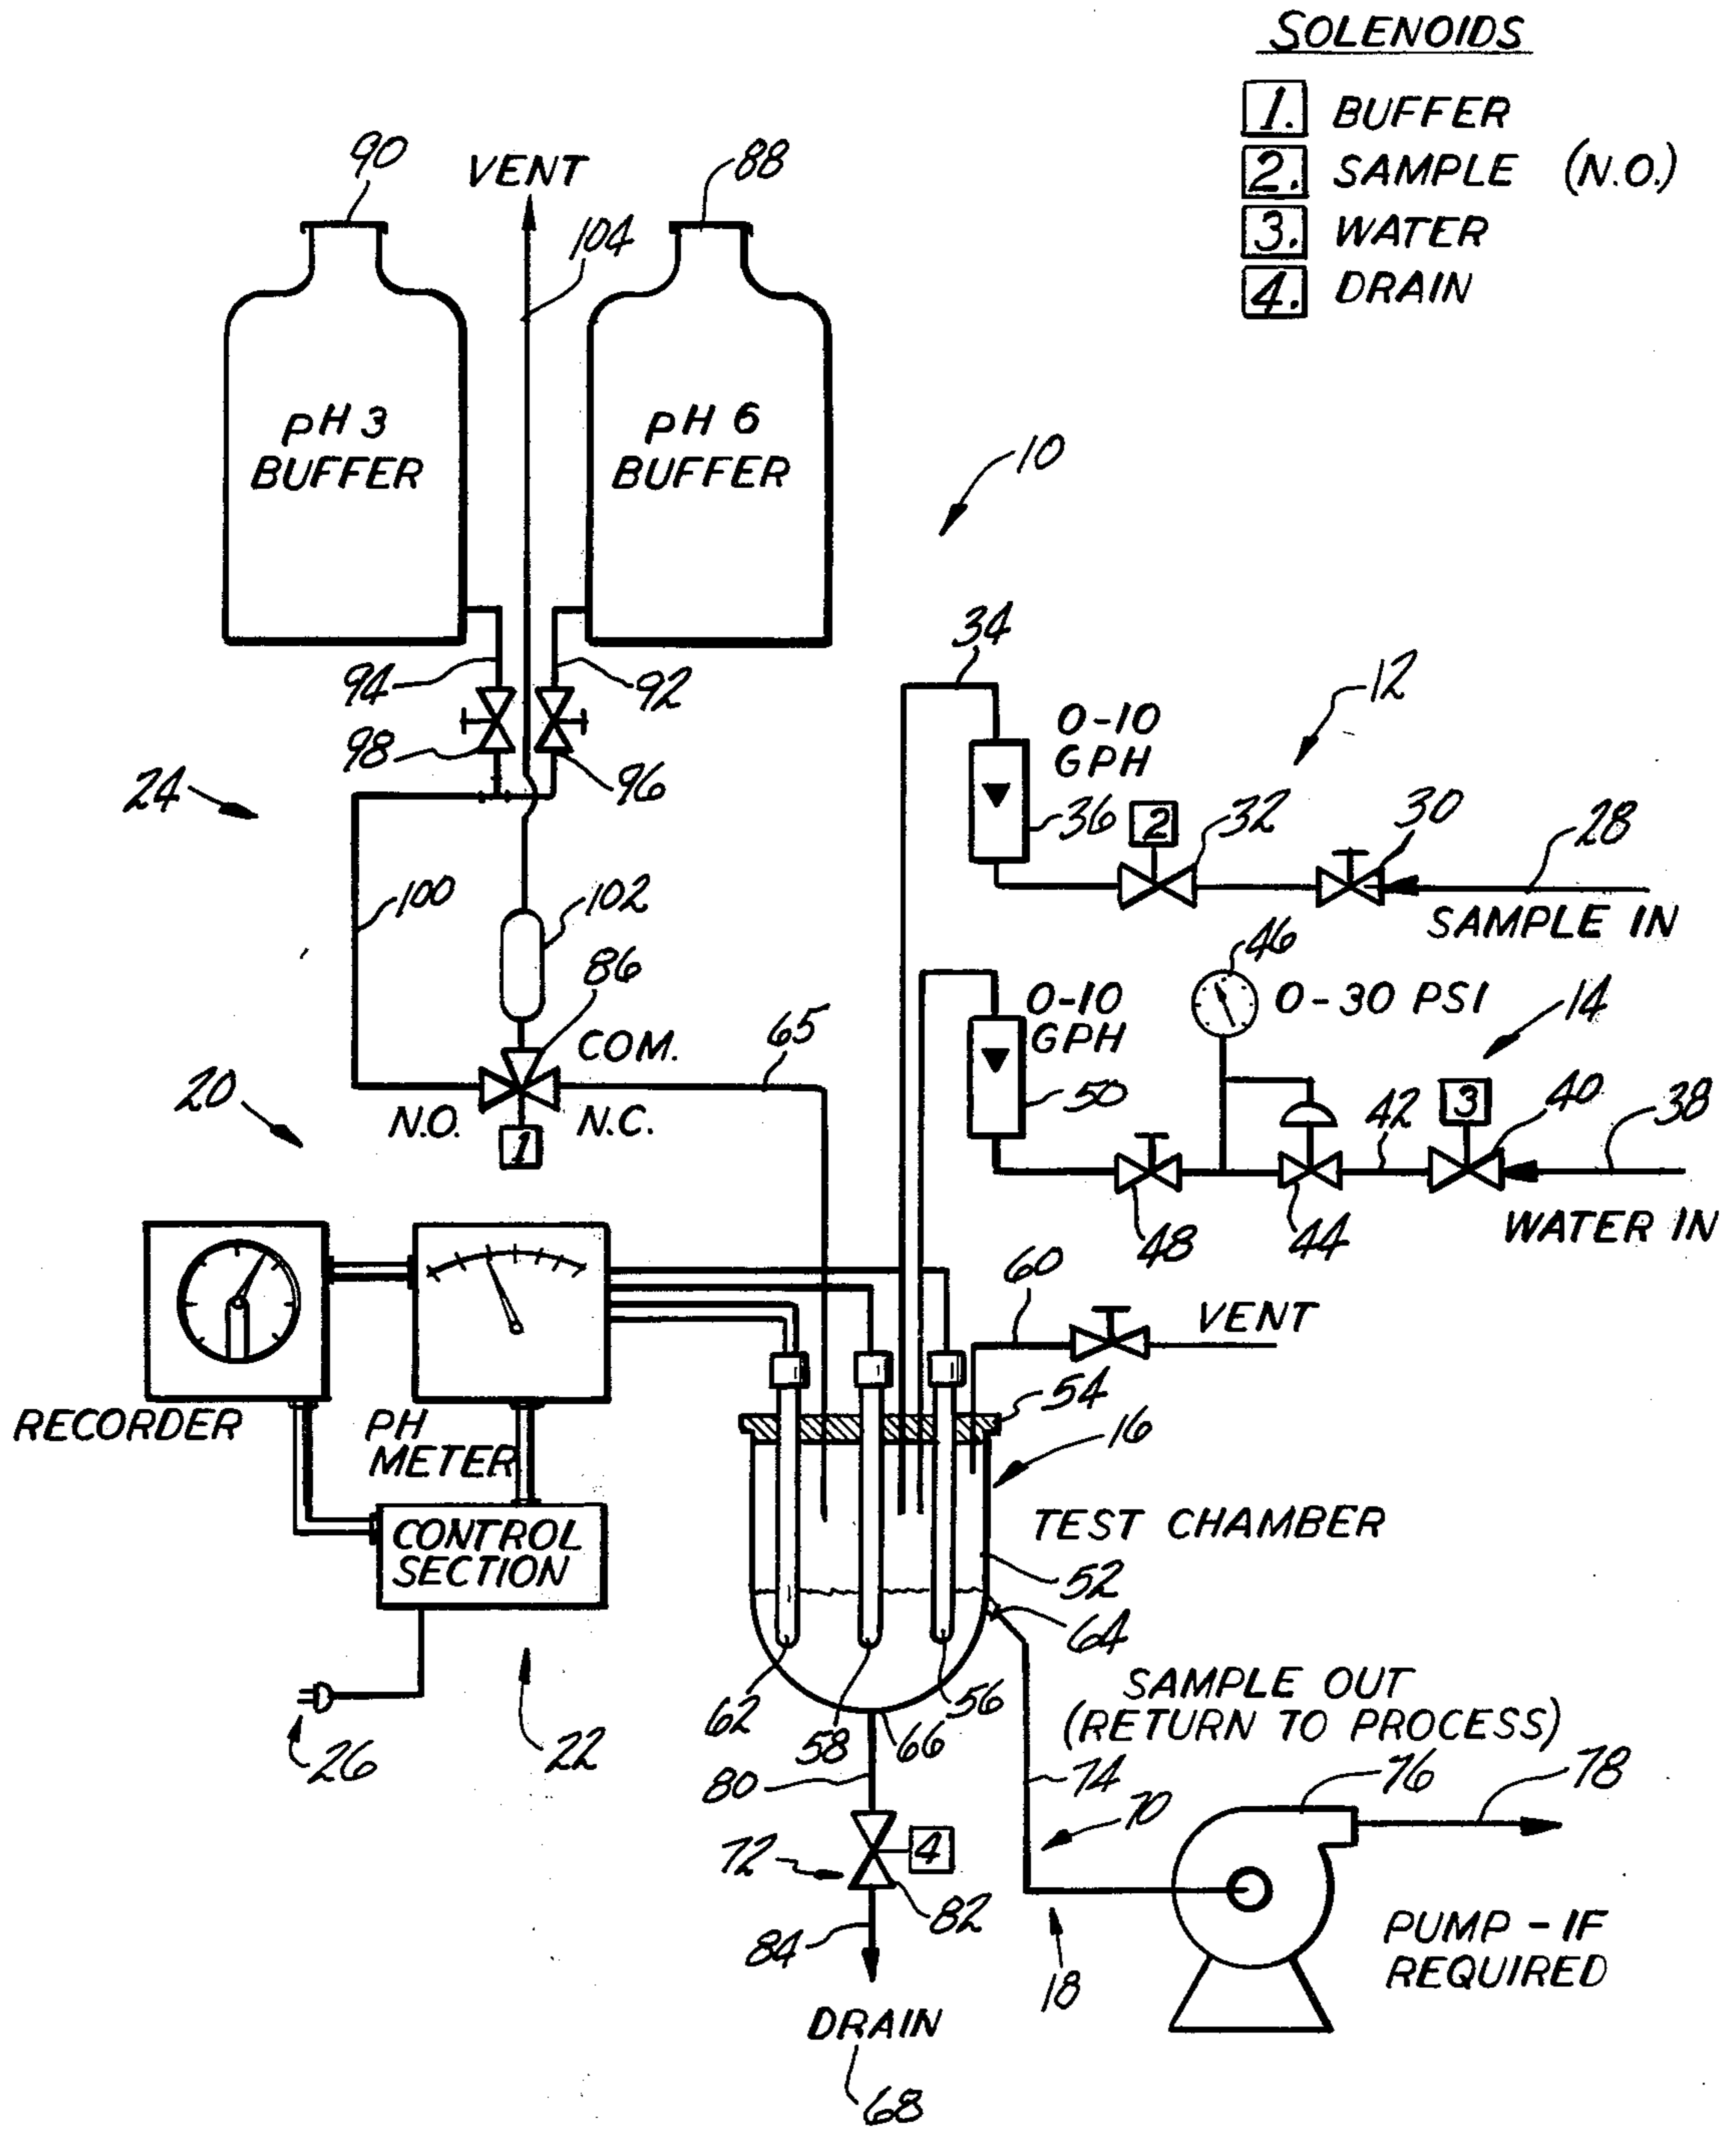 SOLENOIDS
1. BUFFER
2. SAMPLE (N.O.)
3. WATER
4. DRAIN
90
VENT
88
104
pH 3
BUFFER
pH 6
BUFFER
10
34
12
94
92
0-10
GPH
98
96
24
36
2
32
30
28
SAMPLE IN
100
102
86
46
0-30 PSI
14
0-10
GPH
COM.
65
50
3
40
42
38
20
N.O.
N.C.
1
48
44
WATER IN
60
VENT
RECORDER
PH
METER
54
16
CONTROL
SECTION
TEST CHAMBER
52
64
62
58
56
66
SAMPLE OUT
(RETURN TO PROCESS)
26
22
80
74
76
78
70
72
4
82
84
18
PUMP - IF
REQUIRED
DRAIN
68